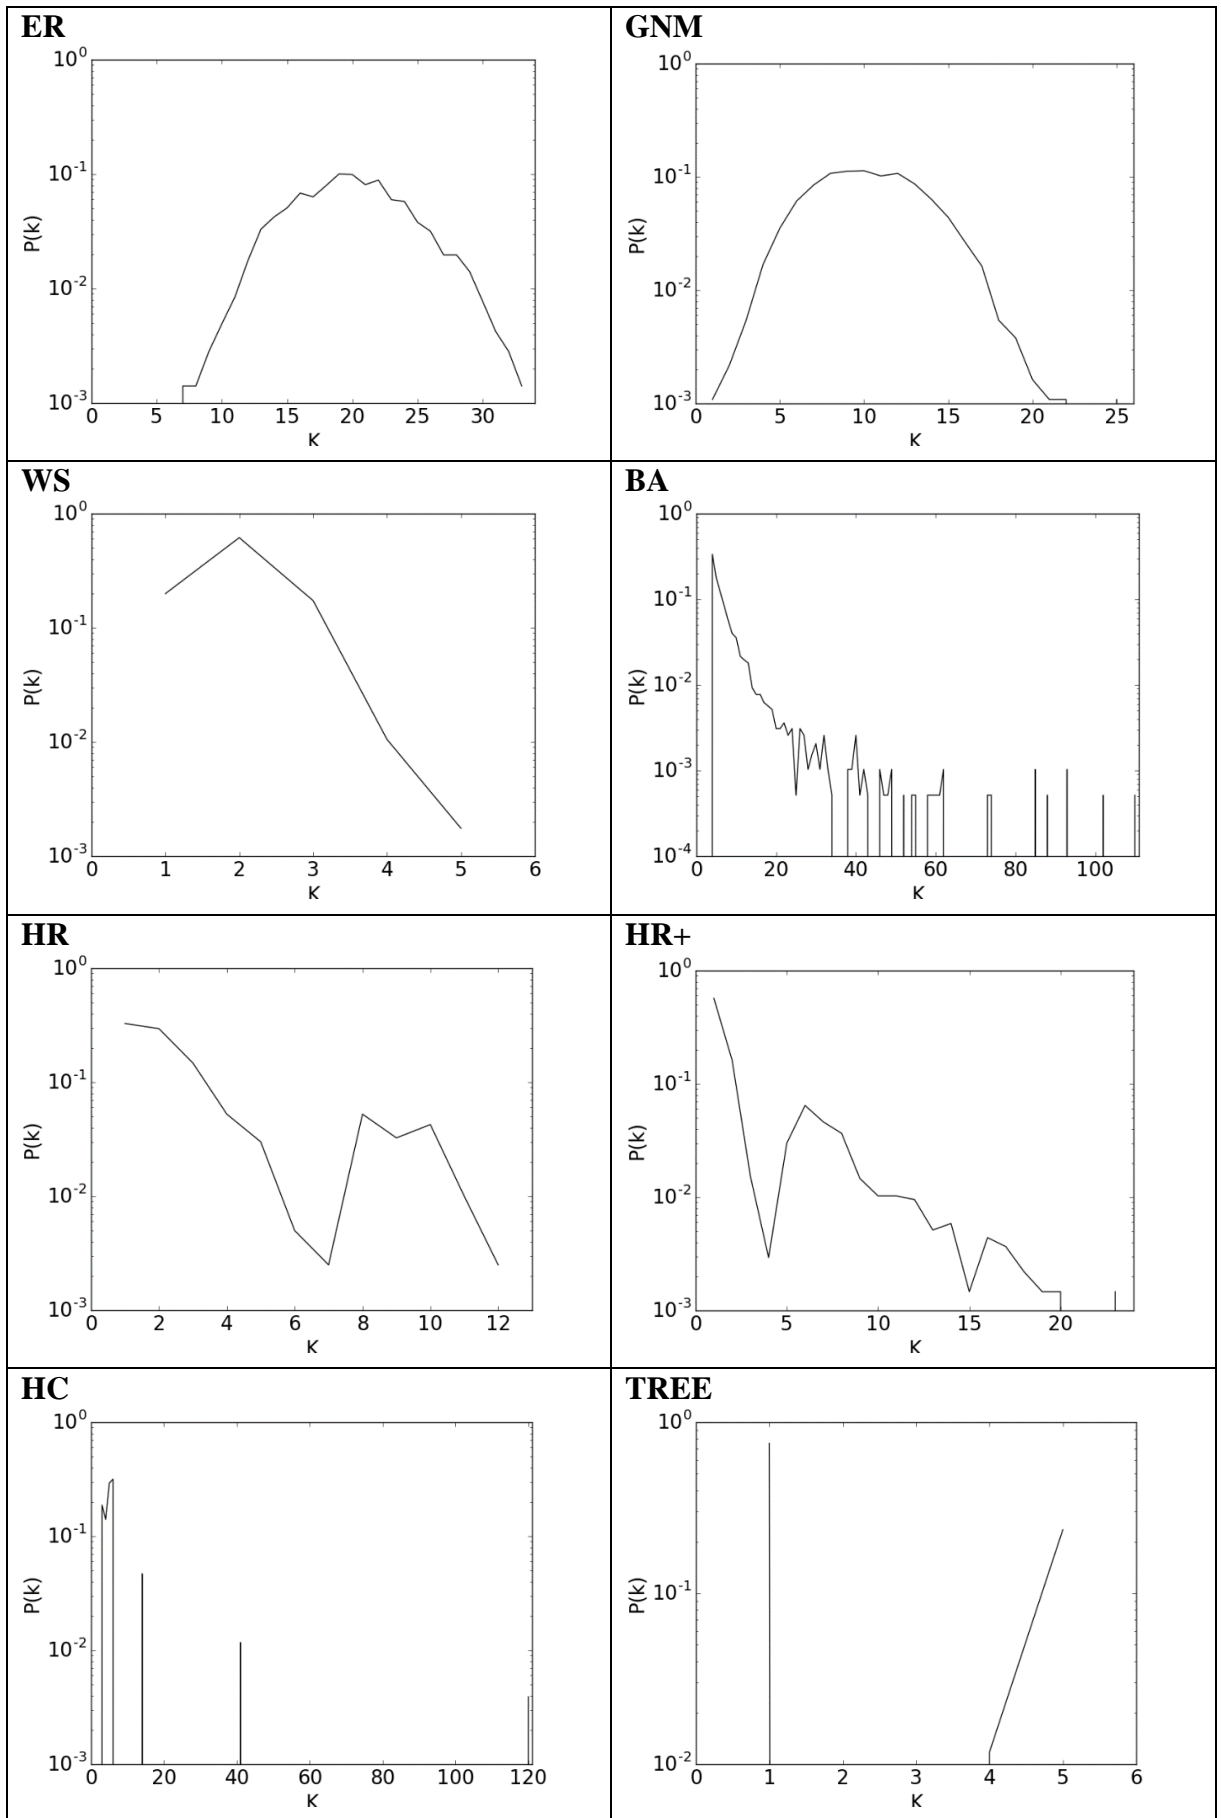 ER
10^0
10^-1
10^-2
10^-3
P(k)
0 5 10 15 20 25 30
K
GNM
10^0
10^-1
10^-2
10^-3
P(k)
0 5 10 15 20 25
K
WS
10^0
10^-1
10^-2
10^-3
P(k)
0 1 2 3 4 5 6
K
BA
10^0
10^-1
10^-2
10^-3
10^-4
P(k)
0 20 40 60 80 100
K
HR
10^0
10^-1
10^-2
10^-3
P(k)
0 2 4 6 8 10 12
K
HR+
10^0
10^-1
10^-2
10^-3
P(k)
0 5 10 15 20
K
HC
10^0
10^-1
10^-2
10^-3
P(k)
0 20 40 60 80 100 120
K
TREE
10^0
10^-1
10^-2
P(k)
0 1 2 3 4 5 6
K